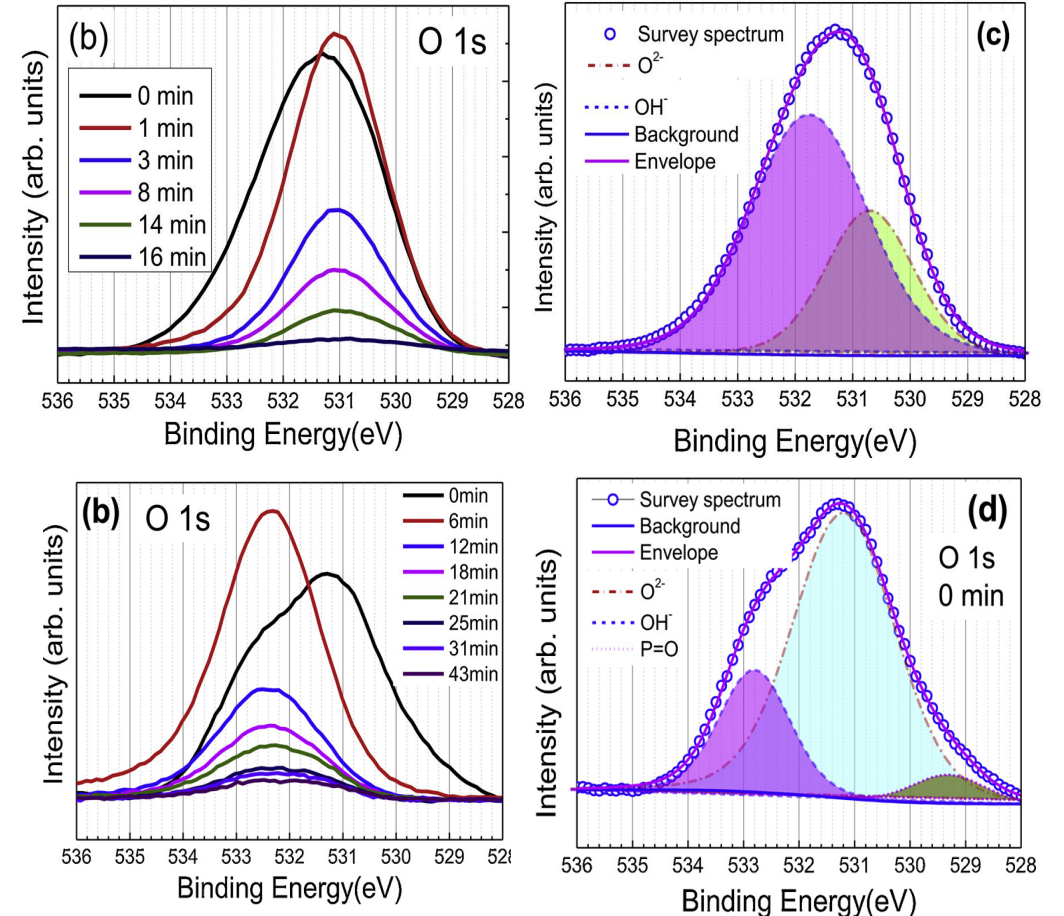 (b)
O 1s
0 min
1 min
3 min
8 min
14 min
16 min
Intensity (arb. units)
536 535 534 533 532 531 530 529 528
Binding Energy(eV)
(c)
Survey spectrum
O2-
OH-
Background
Envelope
Intensity (arb. units)
536 535 534 533 532 531 530 529 528
Binding Energy(eV)
(b)
O 1s
0min
6min
12min
18min
21min
25min
31min
43min
Intensity (arb. units)
536 535 534 533 532 531 530 529 528
Binding Energy(eV)
(d)
Survey spectrum
Background
Envelope
O2-
OH-
P=O
O 1s
0 min
Intensity (arb. units)
536 535 534 533 532 531 530 529 528
Binding Energy(eV)